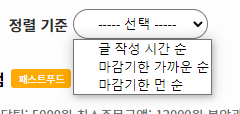 정렬 기준 ----- 선택 -----
글 작성 시간 순
마감기한 가까운 순
마감기한 먼 순
패스트푸드